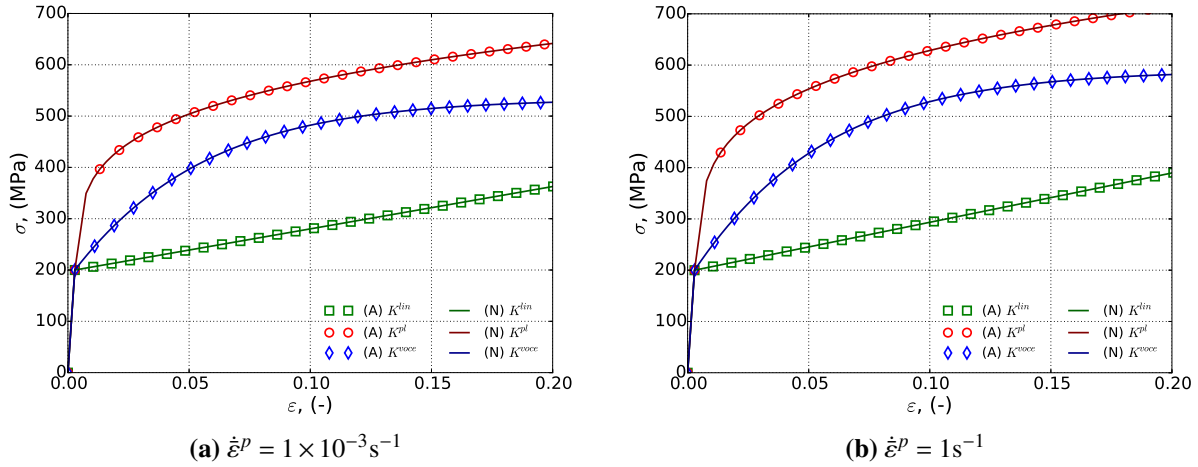 700
600
500
400
300
200
100
0
σ, (MPa)
0.00 0.05 0.10 0.15 0.20
ε, (-)
(A) K^lin (N) K^lin
(A) K^pl (N) K^pl
(A) K^voce (N) K^voce
(a) ε̄̇^p = 1 × 10^−3 s^−1
700
600
500
400
300
200
100
0
σ, (MPa)
0.00 0.05 0.10 0.15 0.20
ε, (-)
(A) K^lin (N) K^lin
(A) K^pl (N) K^pl
(A) K^voce (N) K^voce
(b) ε̄̇^p = 1s^−1